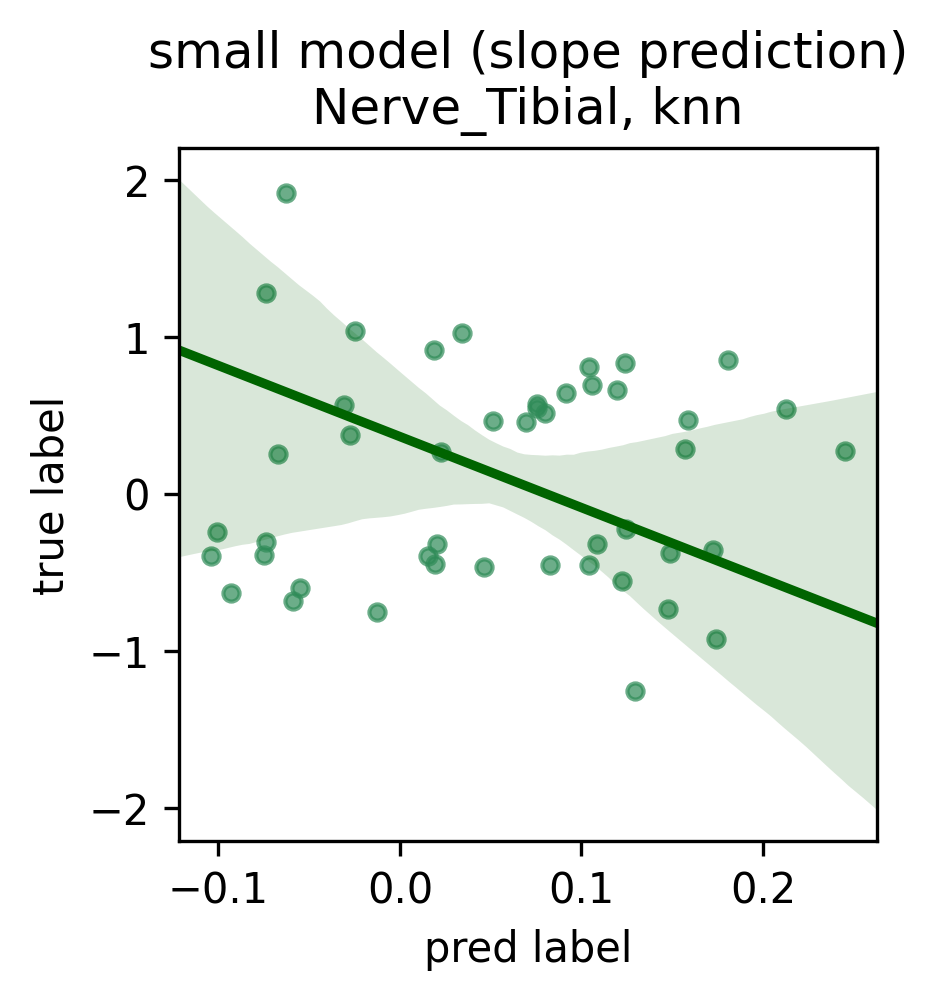 small model (slope prediction)
Nerve_Tibial, knn
2
1
0
−1
−2
true label
−0.1
0.0
0.1
0.2
pred label